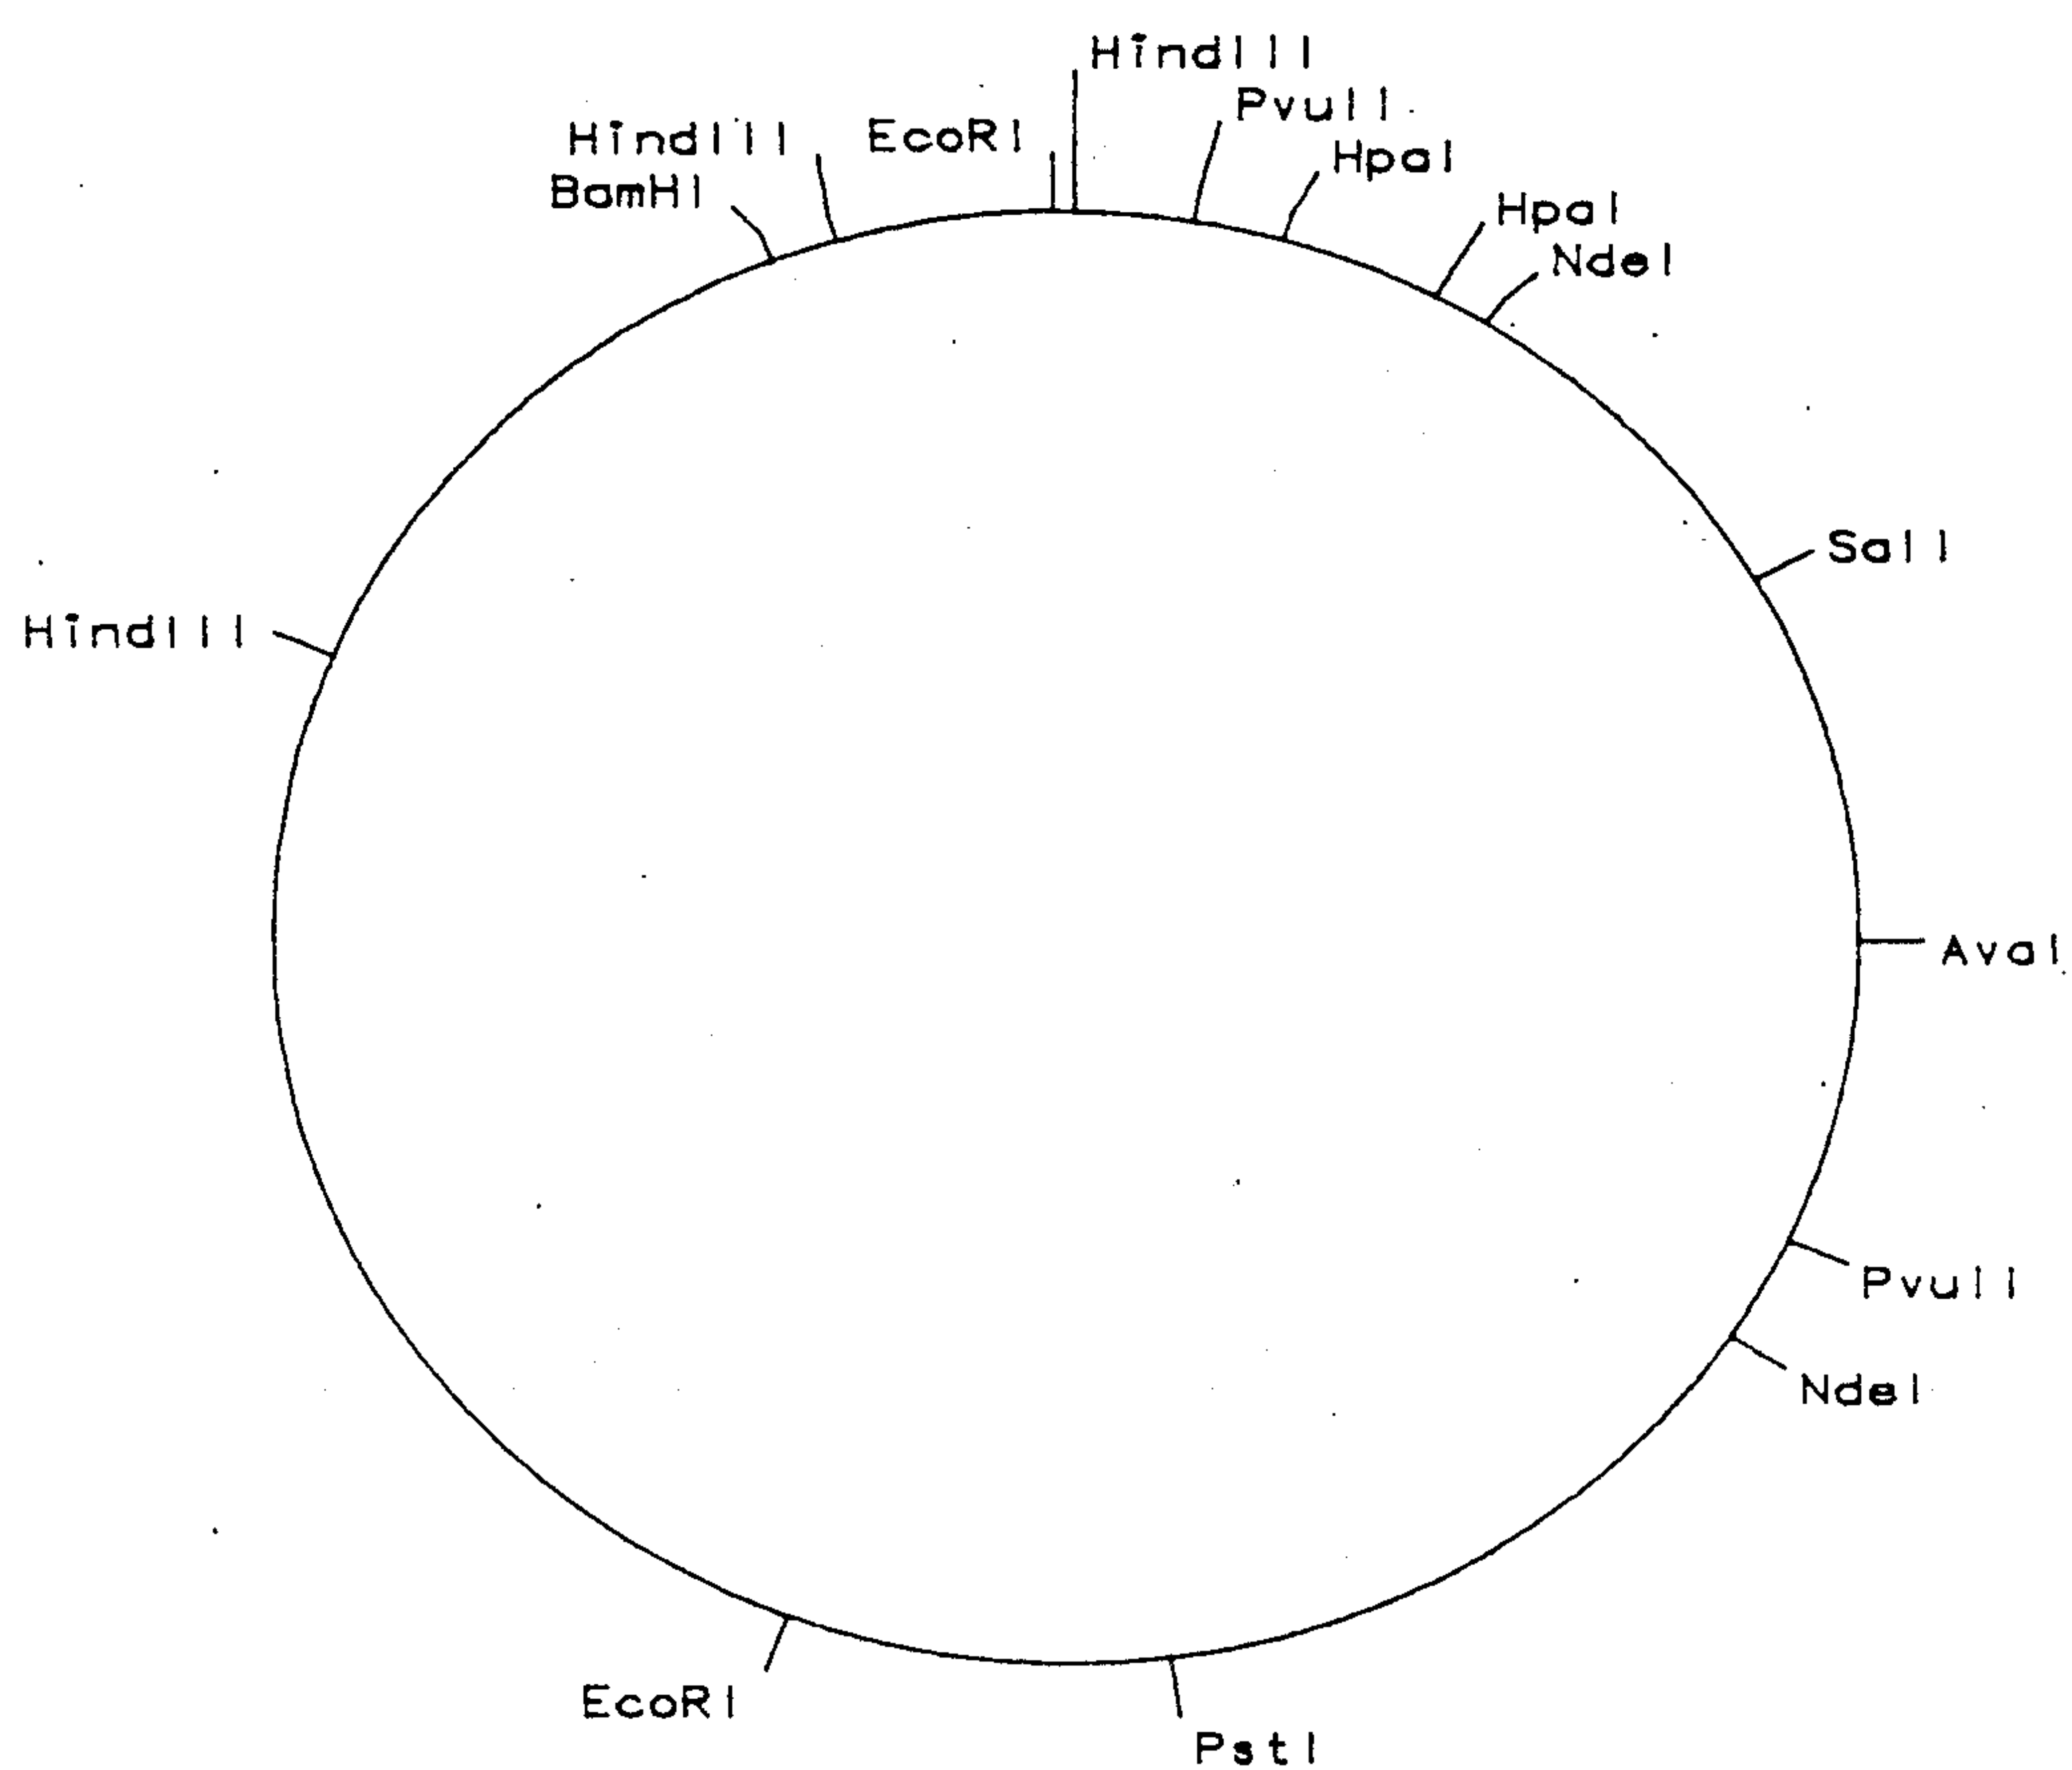 HindIII
PvuII
HindIII
EcoRI
HpaI
BamHI
HpaI
NdeI
SalI
HindIII
AvaI
PvuII
NdeI
EcoRI
PstI